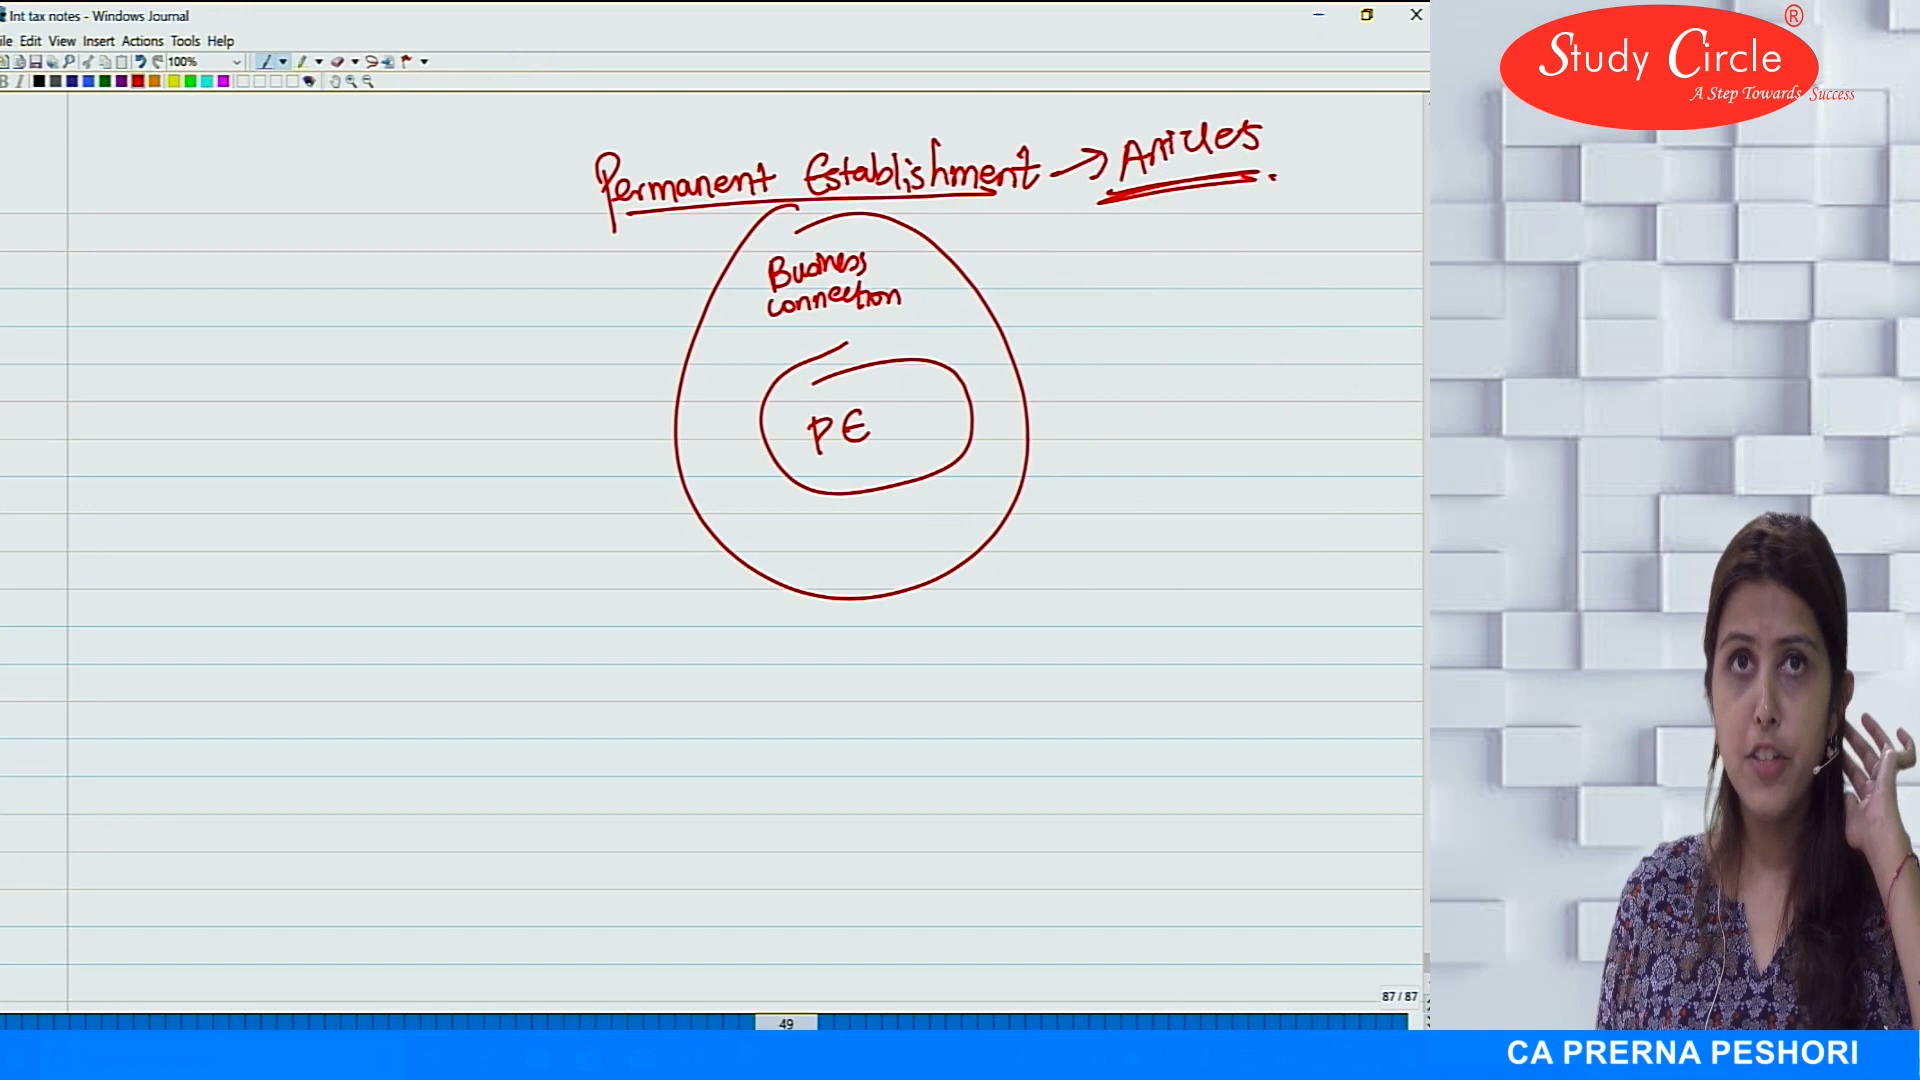 Int tax notes - Windows Journal
ile Edit View Insert Actions Tools Help
100%
B I
Permanent Establishment → Articles.
Business
connection
PE
87 / 87
49
Study Circle ®
A Step Towards Success
CA PRERNA PESHORI